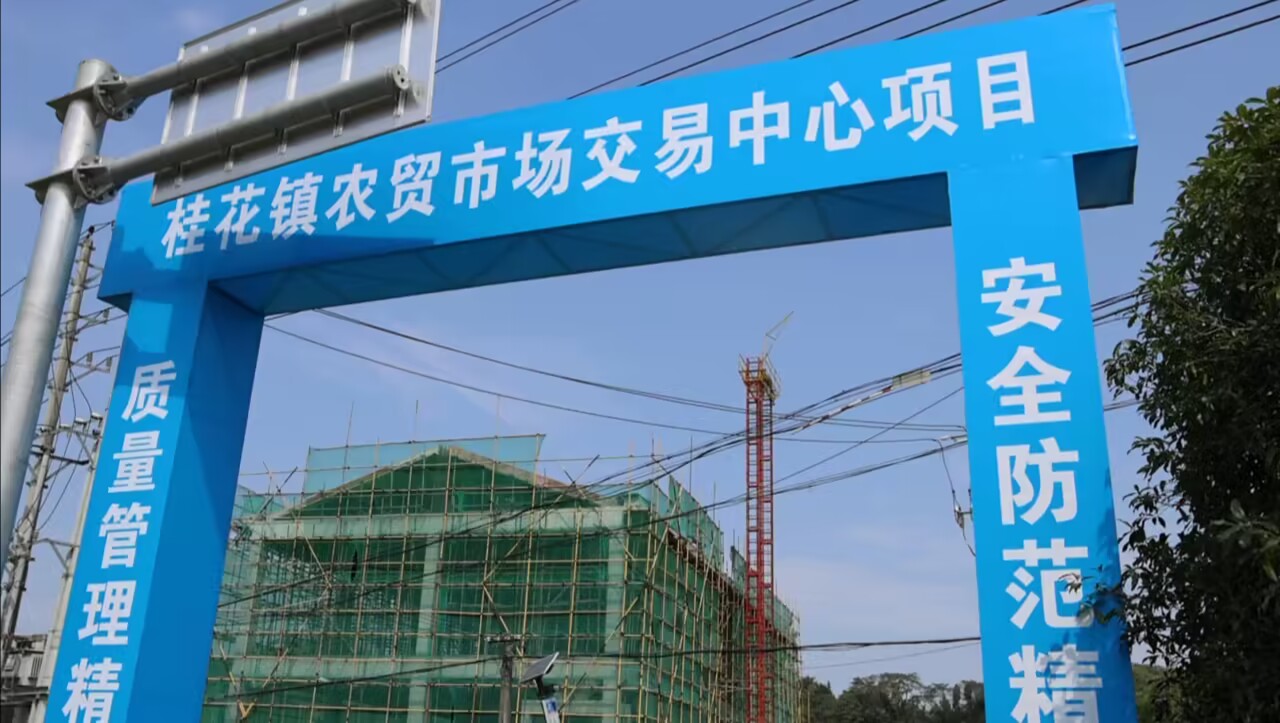 桂花镇农贸市场交易中心项目
质量管理精
安全防范精